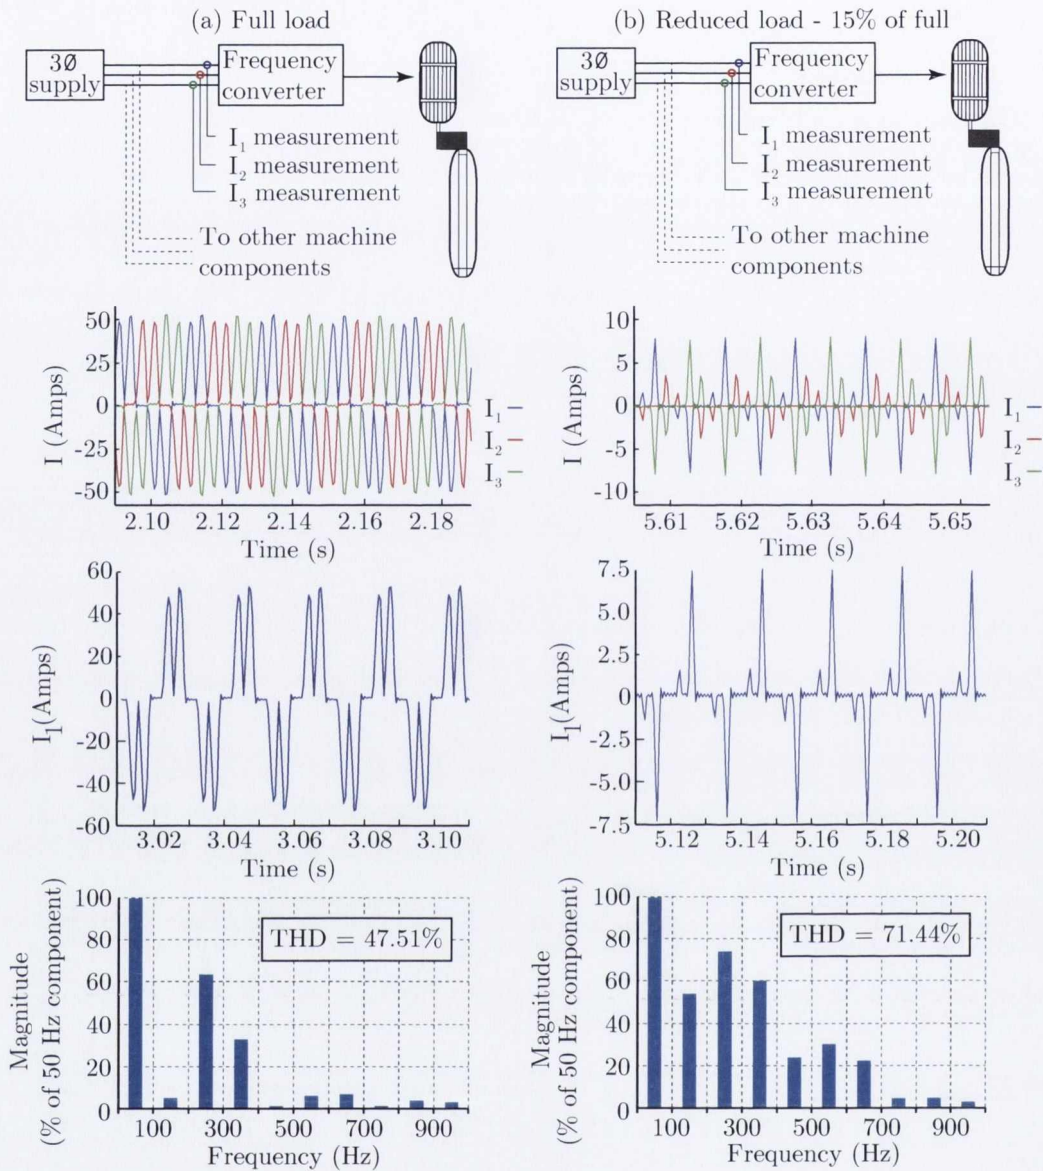 (a) Full load
3Ø
supply
Frequency
converter
I1 measurement
I2 measurement
I3 measurement
To other machine
components
(b) Reduced load - 15% of full
3Ø
supply
Frequency
converter
I1 measurement
I2 measurement
I3 measurement
To other machine
components
I (Amps)
50
25
0
-25
-50
2.10 2.12 2.14 2.16 2.18
Time (s)
I1
I2
I3
I (Amps)
10
5
0
-5
-10
5.61 5.62 5.63 5.64 5.65
Time (s)
I1
I2
I3
I1(Amps)
60
40
20
0
-20
-40
-60
3.02 3.04 3.06 3.08 3.10
Time (s)
I1(Amps)
7.5
5.0
2.5
0
-2.5
-5.0
-7.5
5.12 5.14 5.16 5.18 5.20
Time (s)
Magnitude
(% of 50 Hz component)
100
80
60
40
20
0
THD = 47.51%
100 300 500 700 900
Frequency (Hz)
Magnitude
(% of 50 Hz component)
100
80
60
40
20
0
THD = 71.44%
100 300 500 700 900
Frequency (Hz)